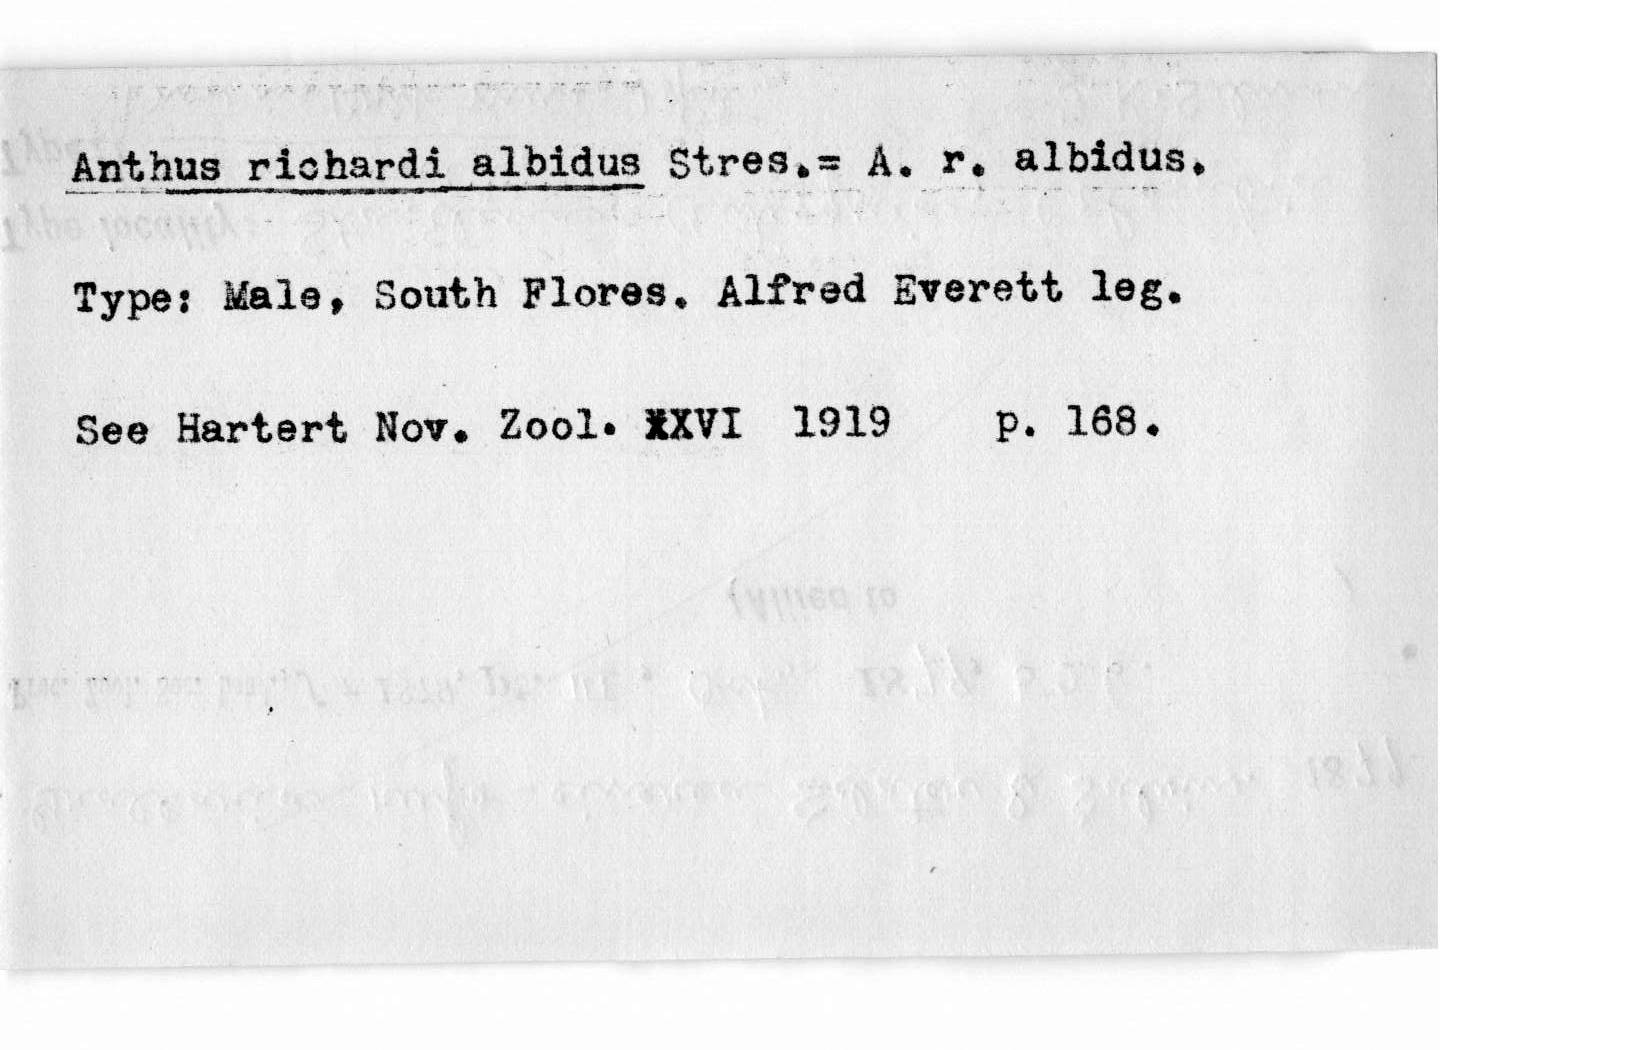 Anthus richardi albidus Stres.= A. r. albidus.
Type: Male, South Flores. Alfred Everett leg.
See Hartert Nov. Zool. XXVI 1919 p. 168.